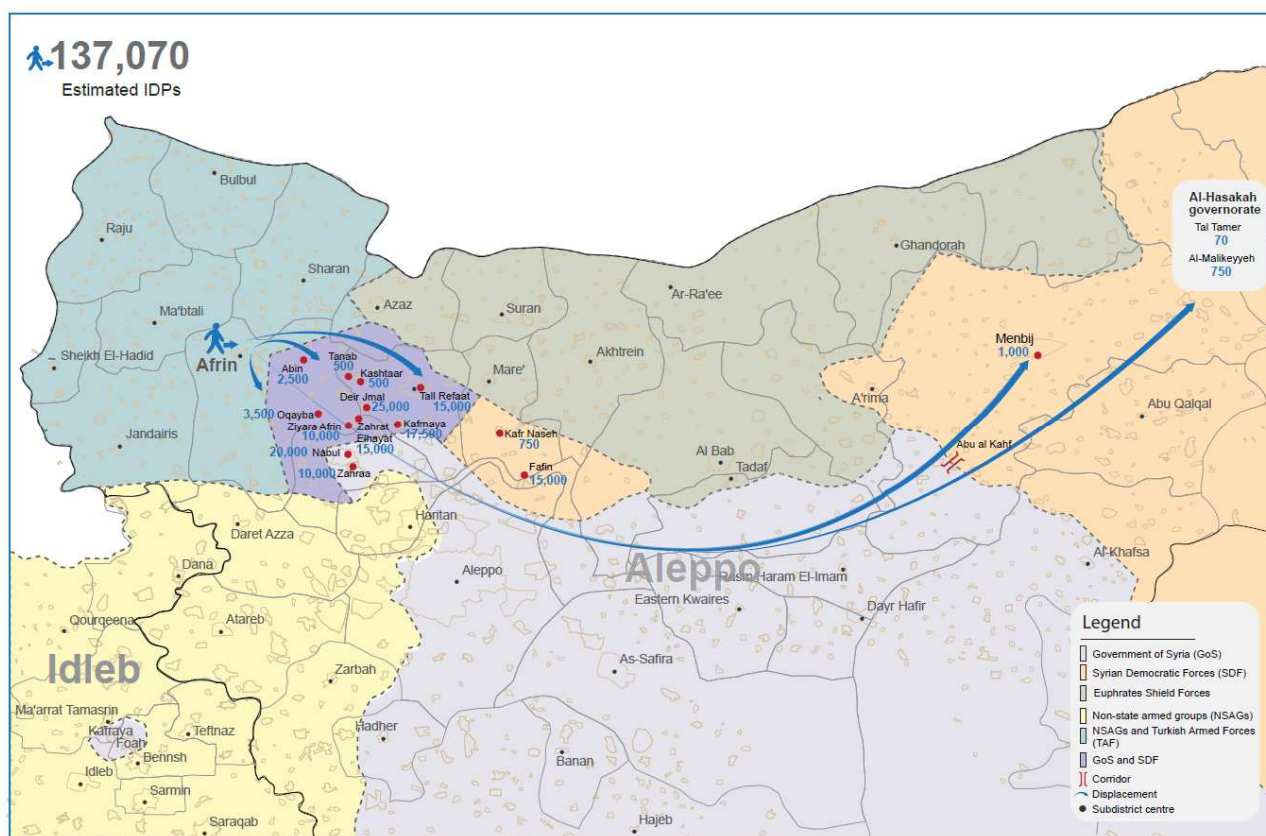 137,070
Estimated IDPs
Bulbul
Raju
Sharan
Ma'btali
Azaz
Suran
Ar-Ra'ee
Ghandorah
Al-Hasakah
governorate
Tal Tamer
70
Al-Malikeyyeh
750
Sheikh El-Hadid
Afrin
Abin
2,500
Tanab
500
Kashtaar
500
Deir Jmal
25,000
Tall Refaat
15,000
Mare'
Akhtrein
Menbij
1,000
A'rima
Abu Qalqal
3,500
Oqayba
Ziyara Afrin
10,000
Zahrat
Elhayat
15,000
Kafrnaya
17,500
Kafr Naseh
750
Jandairis
20,000
Nabul
10,000
Zahraa
Fafin
15,000
Al Bab
Tadaf
Abu al Kahf
Haritan
Daret Azza
Dana
Aleppo
Aleppo
Rasm Haram El-Imam
Al-Khafsa
Eastern Kwaires
Dayr Hafir
Qourqeena
Atareb
Idleb
Zarbah
As-Safira
Ma'arrat Tamasrin
Kafraya
Foah
Teftnaz
Hadher
Bennsh
Banan
Idleb
Sarmin
Saraqab
Hajeb
Legend
Government of Syria (GoS)
Syrian Democratic Forces (SDF)
Euphrates Shield Forces
Non-state armed groups (NSAGs)
NSAGs and Turkish Armed Forces
(TAF)
GoS and SDF
Corridor
Displacement
Subdistrict centre